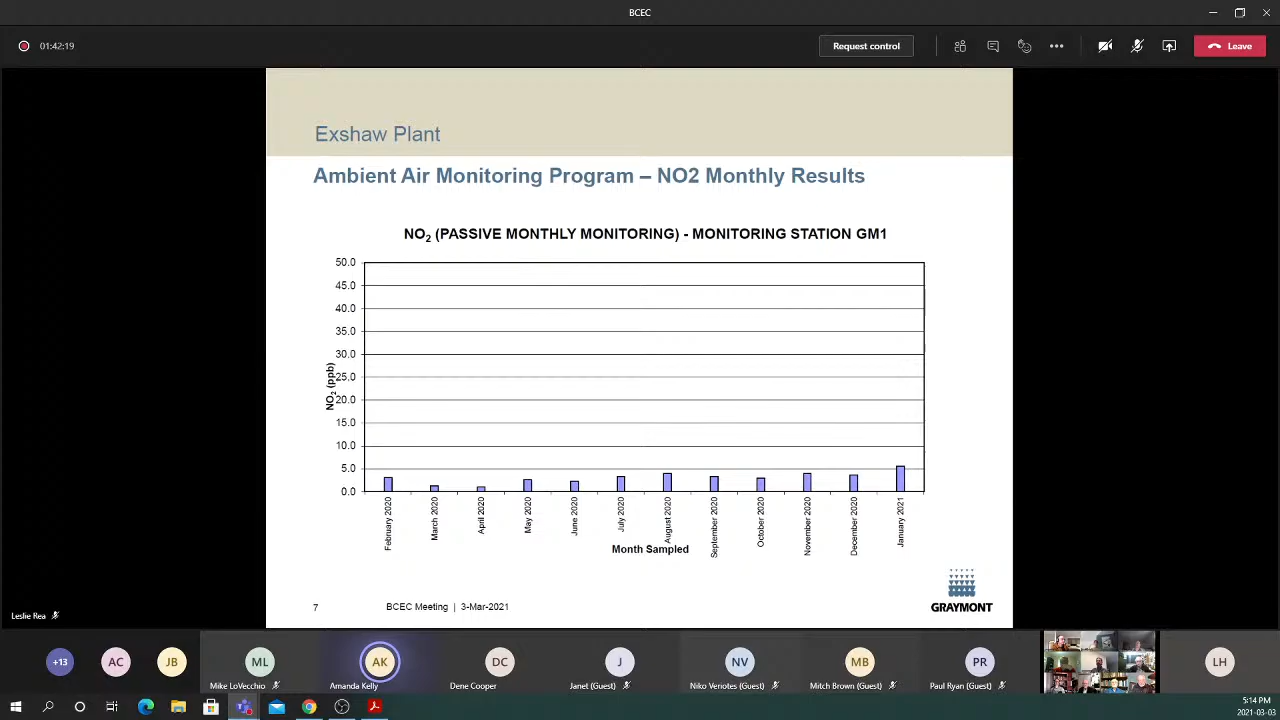 BCEC
01:42:19
Request control
Leave
Exshaw Plant
Ambient Air Monitoring Program – NO2 Monthly Results
NO2 (PASSIVE MONTHLY MONITORING) - MONITORING STATION GM1
50.0
45.0
40.0
35.0
30.0
25.0
20.0
15.0
10.0
5.0
0.0
NO2 (ppb)
February 2020
March 2020
April 2020
May 2020
June 2020
July 2020
August 2020
September 2020
October 2020
November 2020
December 2020
January 2021
Month Sampled
GRAYMONT
7
BCEC Meeting | 3-Mar-2021
Leslie Rea
+13
AC
JB
ML
Mike LoVecchio
AK
Amanda Kelly
DC
Dene Cooper
J
Janet (Guest)
NV
Niko Veriotes (Guest)
MB
Mitch Brown (Guest)
PR
Paul Ryan (Guest)
LH
5:14 PM
2021-03-03